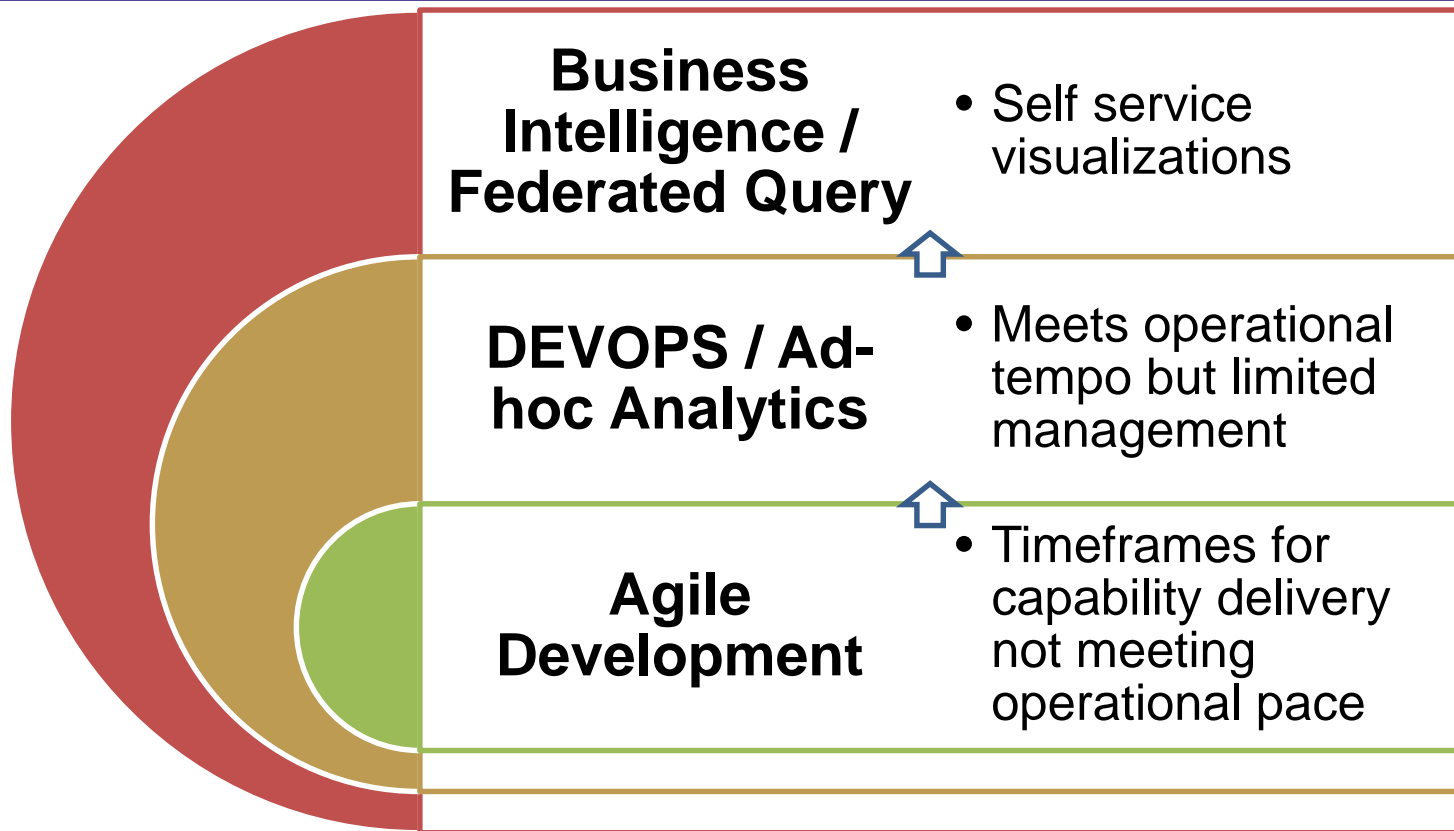 Business
Intelligence /
Federated Query
• Self service
visualizations
DEVOPS / Ad-
hoc Analytics
• Meets operational
tempo but limited
management
Agile
Development
• Timeframes for
capability delivery
not meeting
operational pace